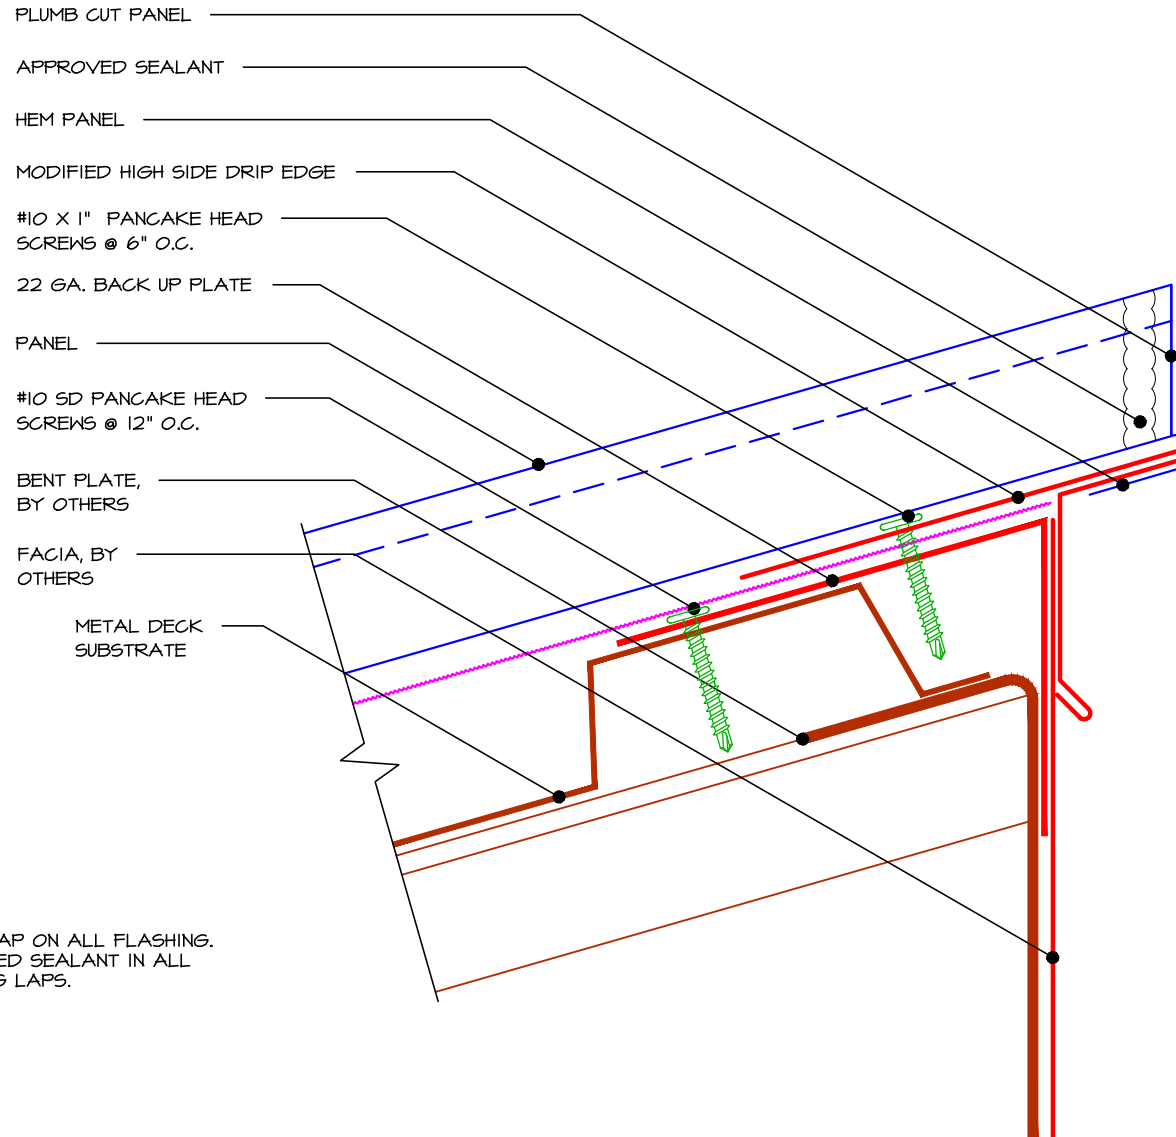 PLUMB CUT PANEL
APPROVED SEALANT
HEM PANEL
MODIFIED HIGH SIDE DRIP EDGE
#10 X 1" PANCAKE HEAD
SCREWS @ 6" O.C.
22 GA. BACK UP PLATE
PANEL
#10 SD PANCAKE HEAD
SCREWS @ 12" O.C.
BENT PLATE,
BY OTHERS
FACIA, BY
OTHERS
METAL DECK
SUBSTRATE
AP ON ALL FLASHING.
ED SEALANT IN ALL
G LAPS.